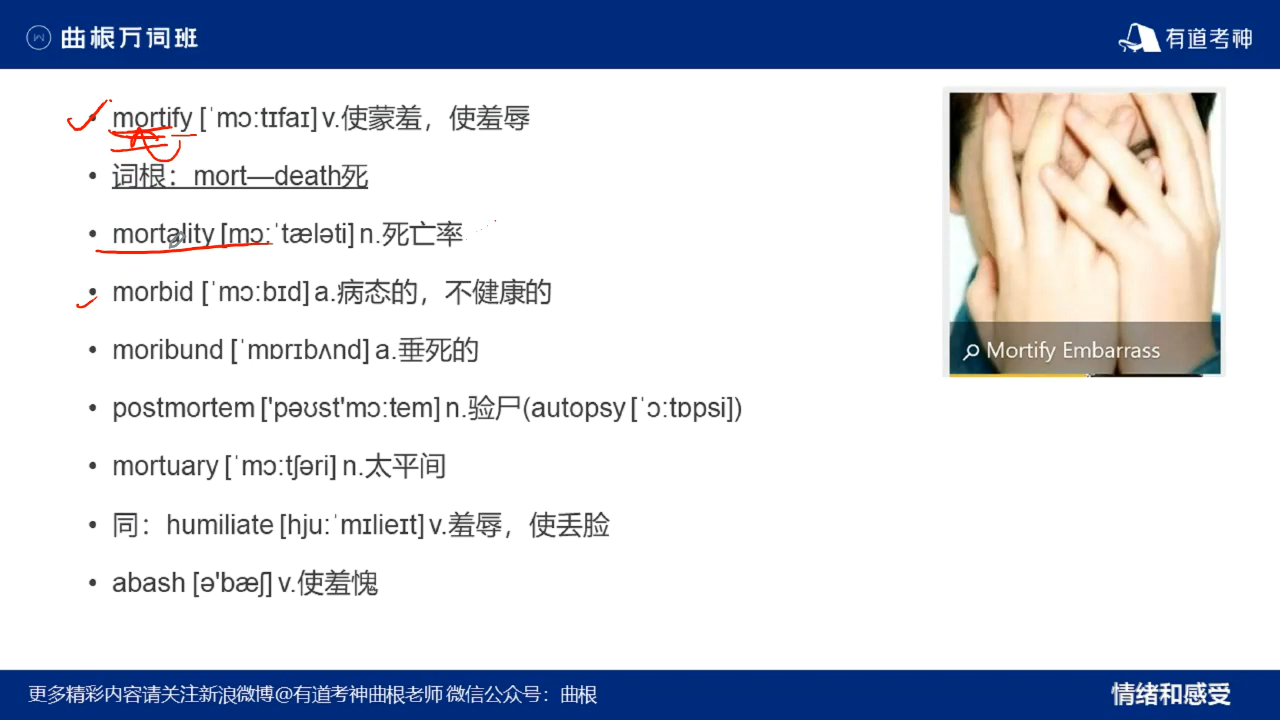 曲根万词班
有道考神
mortify [ˈmɔːtɪfaɪ] v.使蒙羞，使羞辱
词根：mort—death死
mortality [mɔːˈtæləti] n.死亡率
morbid [ˈmɔːbɪd] a.病态的，不健康的
moribund [ˈmɒrɪbʌnd] a.垂死的
postmortem ['pəʊst'mɔːtem] n.验尸(autopsy [ˈɔːtɒpsi])
mortuary [ˈmɔːtʃəri] n.太平间
同：humiliate [hjuːˈmɪlieɪt] v.羞辱，使丢脸
abash [ə'bæʃ] v.使羞愧
Mortify Embarrass
更多精彩内容请关注新浪微博@有道考神曲根老师 微信公众号：曲根
情绪和感受